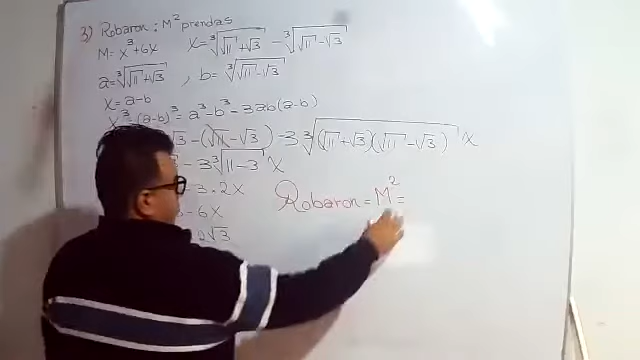 3) Robaron: M² prendas
M = x³+6x   x = ∛(√11+√3) - ∛(√11-√3)
a = ∛(√11+√3) , b = ∛(√11-√3)
x = a-b
x³ = (a-b)³ = a³-b³-3ab(a-b)
√3 - (√11-√3) - 3∛((√11+√3)(√11-√3)) x
- 3∛(11-3) x
3.2x
- 6x
Robaron = M² =
2√3